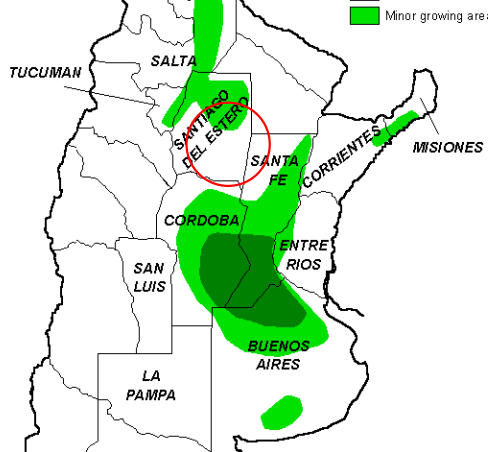 Minor growing area
SALTA
TUCUMAN
SANTIAGO
DEL ESTERO
SANTA
FE
CORRIENTES
MISIONES
CORDOBA
ENTRE
RIOS
SAN
LUIS
BUENOS
AIRES
LA
PAMPA